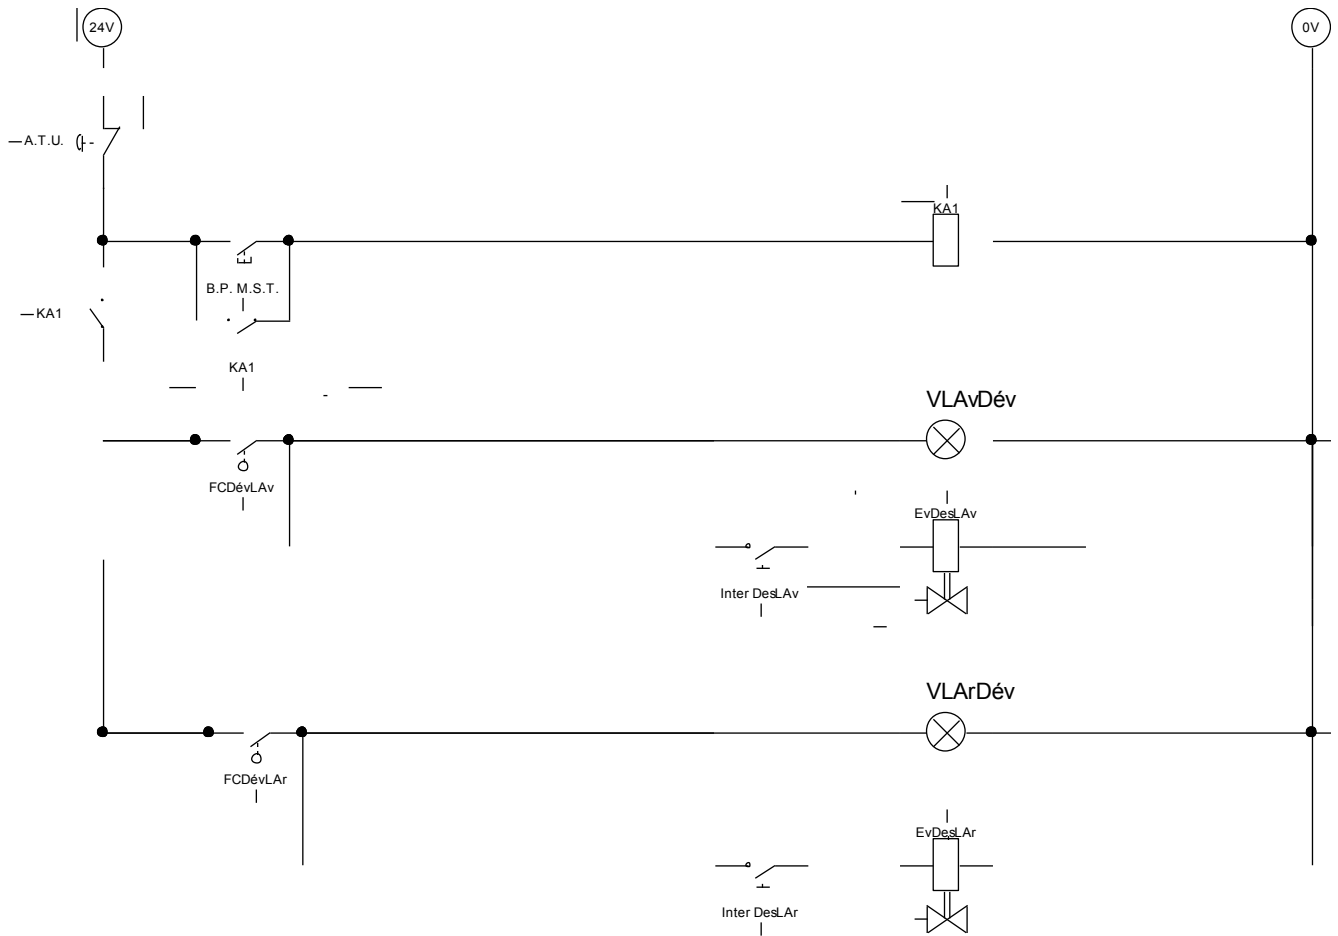 24V
0V
A.T.U.
KA1
B.P. M.S.T.
KA1
KA1
VLAvDév
FCDévLAv
EvDesLAv
Inter DesLAv
VLArDév
FCDévLAr
EvDesLAr
Inter DesLAr